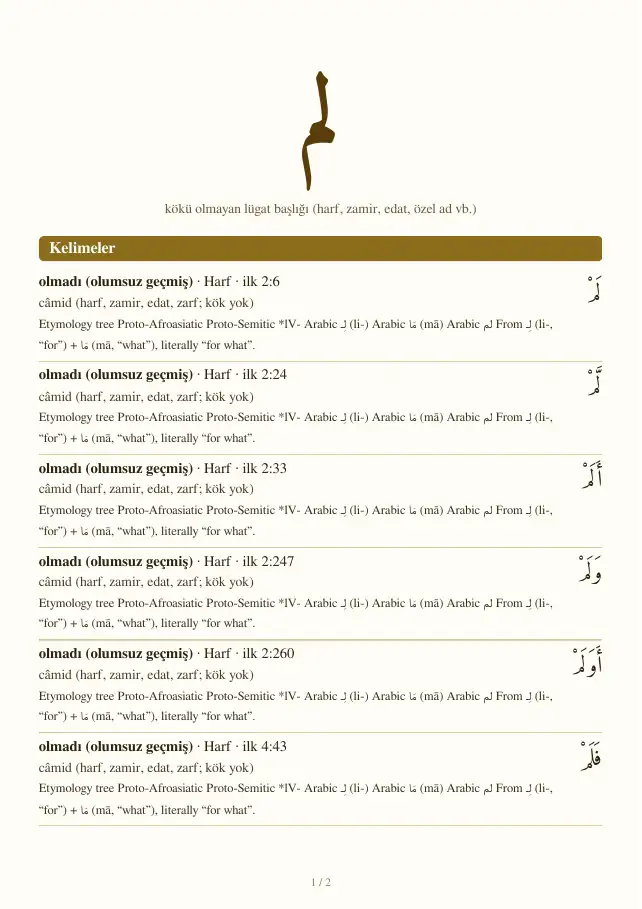 لم
kökü olmayan lügat başlığı (harf, zamir, edat, özel ad vb.)
Kelimeler
olmadı (olumsuz geçmiş) · Harf · ilk 2:6 لَمْ
câmid (harf, zamir, edat, zarf; kök yok)
Etymology tree Proto-Afroasiatic Proto-Semitic *lV- Arabic لِـ (li-) Arabic مَا (mā) Arabic لم From لِـ (li-,
“for”) + مَا (mā, “what”), literally “for what”.
olmadı (olumsuz geçmiş) · Harf · ilk 2:24 لَّمْ
câmid (harf, zamir, edat, zarf; kök yok)
Etymology tree Proto-Afroasiatic Proto-Semitic *lV- Arabic لِـ (li-) Arabic مَا (mā) Arabic لم From لِـ (li-,
“for”) + مَا (mā, “what”), literally “for what”.
olmadı (olumsuz geçmiş) · Harf · ilk 2:33 أَلَمْ
câmid (harf, zamir, edat, zarf; kök yok)
Etymology tree Proto-Afroasiatic Proto-Semitic *lV- Arabic لِـ (li-) Arabic مَا (mā) Arabic لم From لِـ (li-,
“for”) + مَا (mā, “what”), literally “for what”.
olmadı (olumsuz geçmiş) · Harf · ilk 2:247 وَلَمْ
câmid (harf, zamir, edat, zarf; kök yok)
Etymology tree Proto-Afroasiatic Proto-Semitic *lV- Arabic لِـ (li-) Arabic مَا (mā) Arabic لم From لِـ (li-,
“for”) + مَا (mā, “what”), literally “for what”.
olmadı (olumsuz geçmiş) · Harf · ilk 2:260 أَوَلَمْ
câmid (harf, zamir, edat, zarf; kök yok)
Etymology tree Proto-Afroasiatic Proto-Semitic *lV- Arabic لِـ (li-) Arabic مَا (mā) Arabic لم From لِـ (li-,
“for”) + مَا (mā, “what”), literally “for what”.
olmadı (olumsuz geçmiş) · Harf · ilk 4:43 فَلَمْ
câmid (harf, zamir, edat, zarf; kök yok)
Etymology tree Proto-Afroasiatic Proto-Semitic *lV- Arabic لِـ (li-) Arabic مَا (mā) Arabic لم From لِـ (li-,
“for”) + مَا (mā, “what”), literally “for what”.
1 / 2